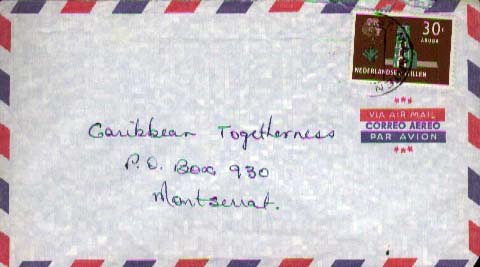 30c
ARUBA
NEDERLANDSE ANTILLEN
VIA AIR MAIL
CORREO AEREO
PAR AVION
Caribbean Togetherness
P.O. Box 930
Montserrat.